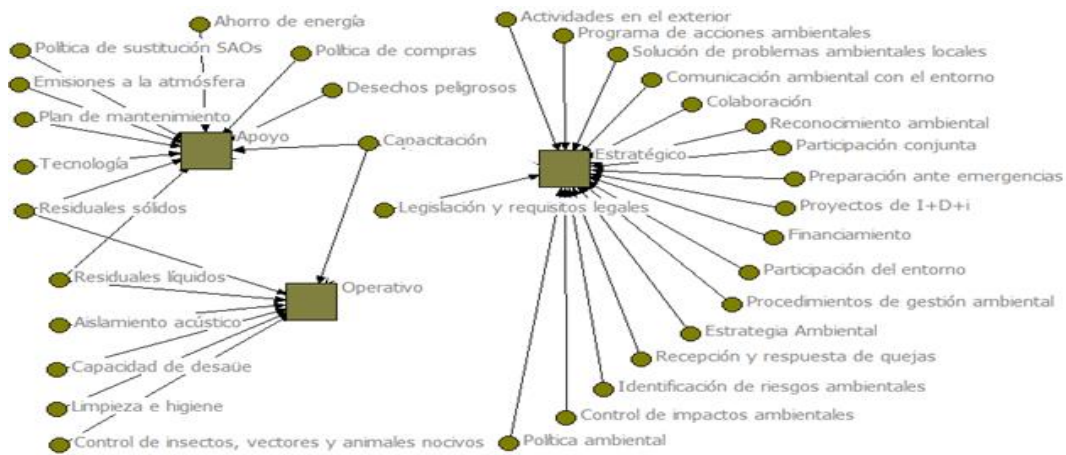 Ahorro de energía
Política de sustitución SAOs
Política de compras
Emisiones a la atmósfera
Desechos peligrosos
Plan de mantenimiento
Apoyo
Capacitación
Tecnología
Residuales sólidos
Residuales líquidos
Operativo
Aislamiento acústico
Capacidad de desaüe
Limpieza e higiene
Control de insectos, vectores y animales nocivos
Actividades en el exterior
Programa de acciones ambientales
Solución de problemas ambientales locales
Comunicación ambiental con el entorno
Colaboración
Reconocimiento ambiental
Participación conjunta
Estratégico
Preparación ante emergencias
Legislación y requisitos legales
Proyectos de I+D+i
Financiamiento
Participación del entorno
Procedimientos de gestión ambiental
Estrategia Ambiental
Recepción y respuesta de quejas
Identificación de riesgos ambientales
Control de impactos ambientales
Política ambiental